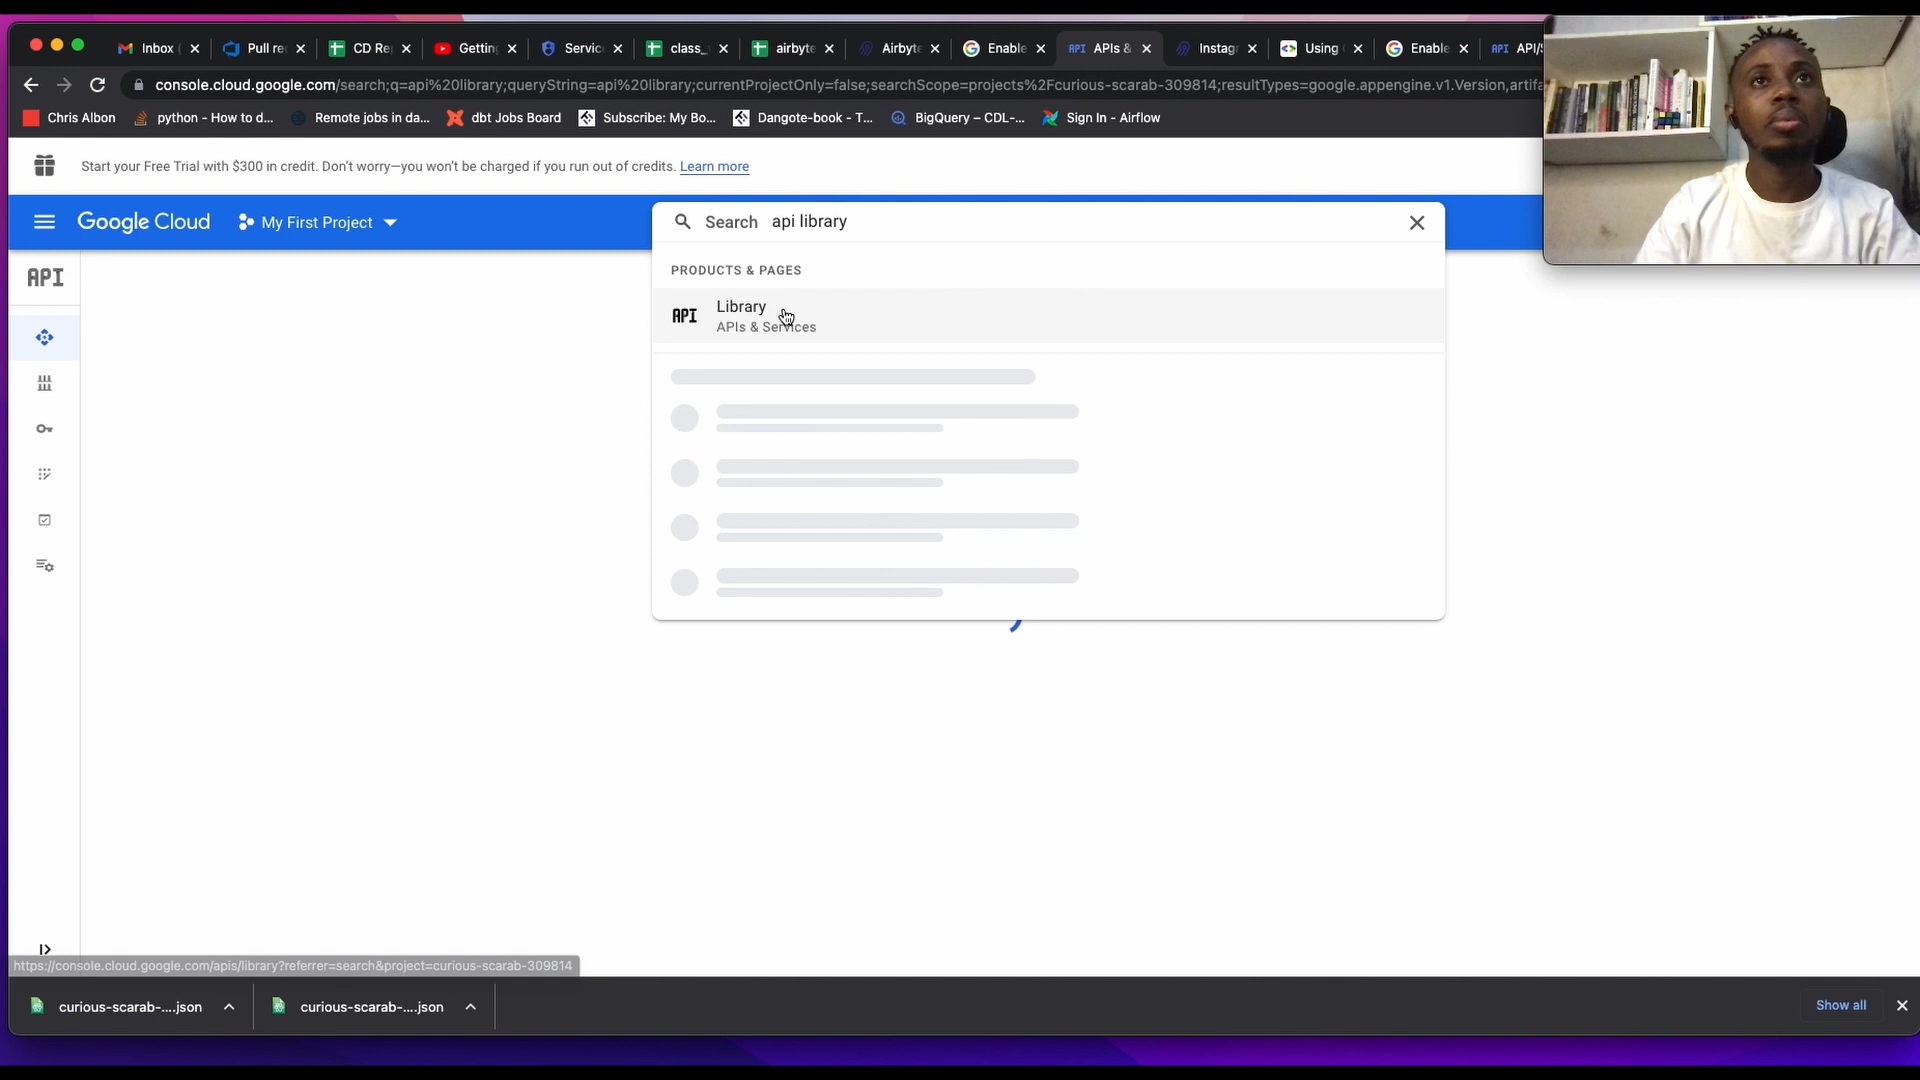 Inbox (
Pull re
CD Re
Gettin
Servic
class_
airbyte
Airbyte
Enable
API APIs &
Instag
Using
Enable
API API/S
console.cloud.google.com/search;q=api%20library;queryString=api%20library;currentProjectOnly=false;searchScope=projects%2Fcurious-scarab-309814;resultTypes=google.appengine.v1.Version,artifa
Chris Albon
python - How to d...
Remote jobs in da...
dbt Jobs Board
Subscribe: My Bo...
Dangote-book - T...
BigQuery – CDL-...
Sign In - Airflow
Start your Free Trial with $300 in credit. Don't worry—you won't be charged if you run out of credits. Learn more
Google Cloud
My First Project
Search api library
API
PRODUCTS & PAGES
API
Library
APIs & Services
https://console.cloud.google.com/apis/library?referrer=search&project=curious-scarab-309814
curious-scarab-....json
curious-scarab-....json
Show all